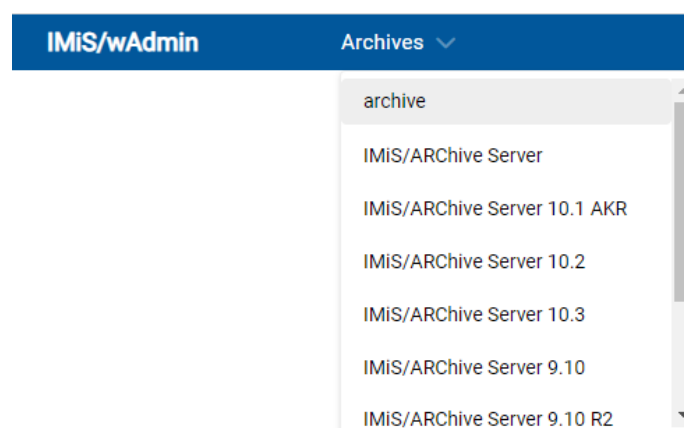 IMiS/wAdmin Archives
archive
IMiS/ARChive Server
IMiS/ARChive Server 10.1 AKR
IMiS/ARChive Server 10.2
IMiS/ARChive Server 10.3
IMiS/ARChive Server 9.10
IMiS/ARChive Server 9.10 R2